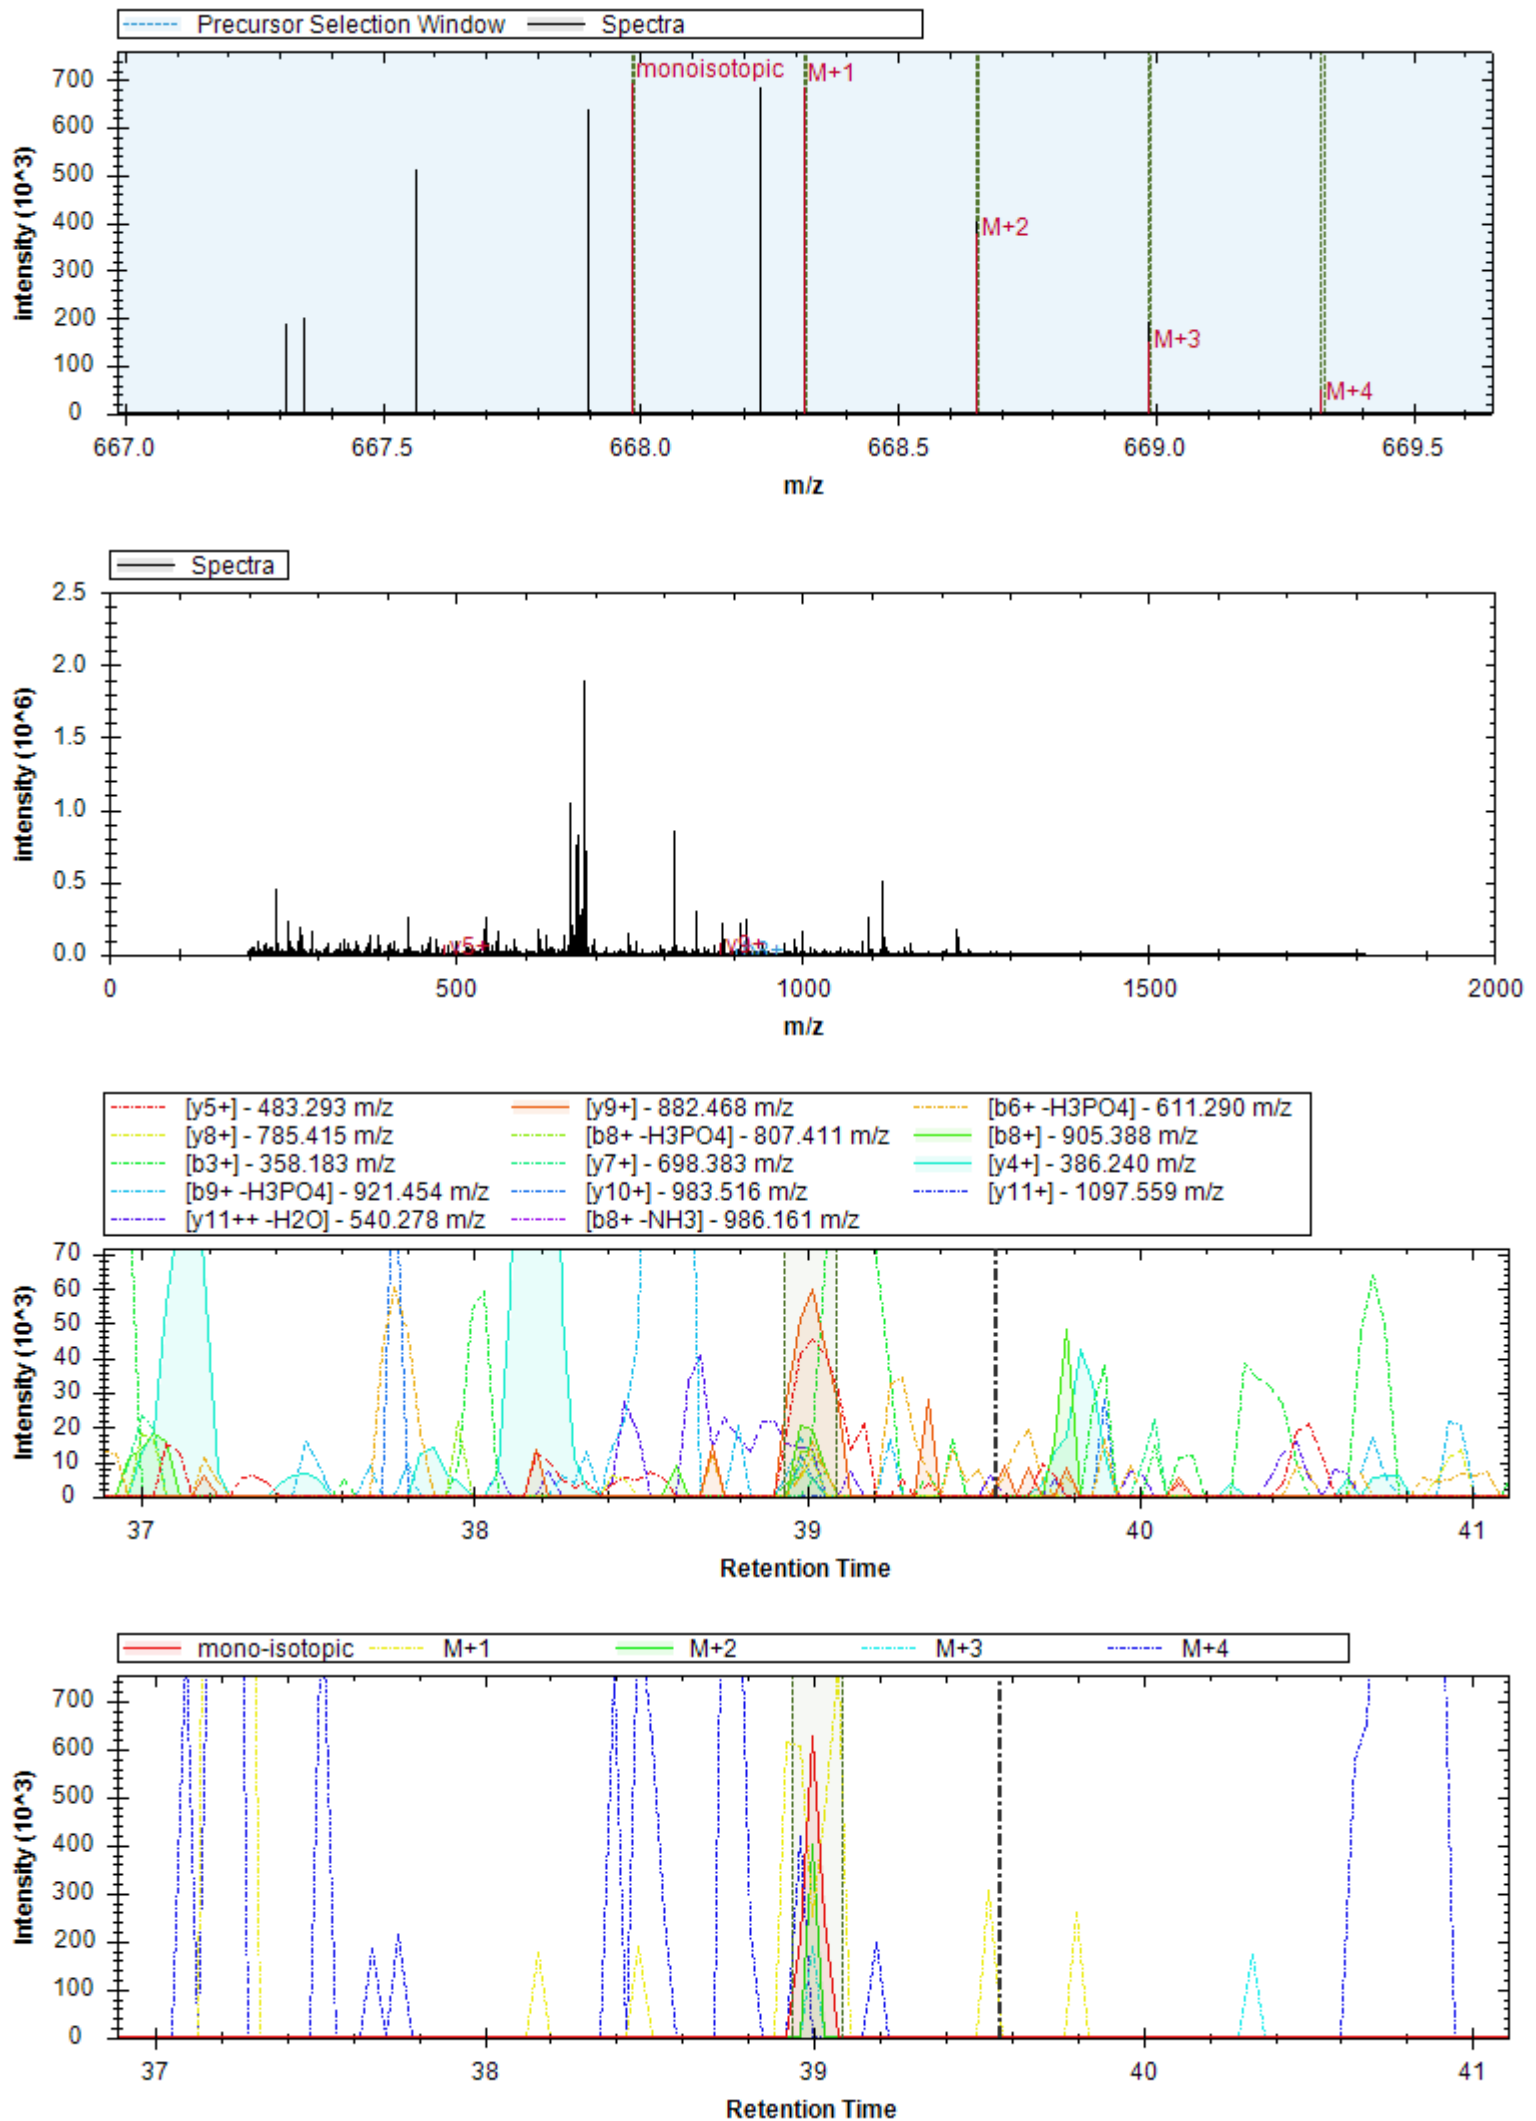 Precursor Selection Window Spectra
monoisotopic M+1
M+2
M+3
M+4
700
600
500
400
300
200
100
0
intensity (10^3)
667.0 667.5 668.0 668.5 669.0 669.5
m/z
Spectra
2.5
2.0
1.5
1.0
0.5
0.0
intensity (10^6)
y5+ y9+
0 500 1000 1500 2000
m/z
[y5+] - 483.293 m/z [y9+] - 882.468 m/z [b6+ -H3PO4] - 611.290 m/z
[y8+] - 785.415 m/z [b8+ -H3PO4] - 807.411 m/z [b8+] - 905.388 m/z
[b3+] - 358.183 m/z [y7+] - 698.383 m/z [y4+] - 386.240 m/z
[b9+ -H3PO4] - 921.454 m/z [y10+] - 983.516 m/z [y11+] - 1097.559 m/z
[y11++ -H2O] - 540.278 m/z [b8+ -NH3] - 986.161 m/z
70
60
50
40
30
20
10
0
Intensity (10^3)
37 38 39 40 41
Retention Time
mono-isotopic M+1 M+2 M+3 M+4
700
600
500
400
300
200
100
0
Intensity (10^3)
37 38 39 40 41
Retention Time